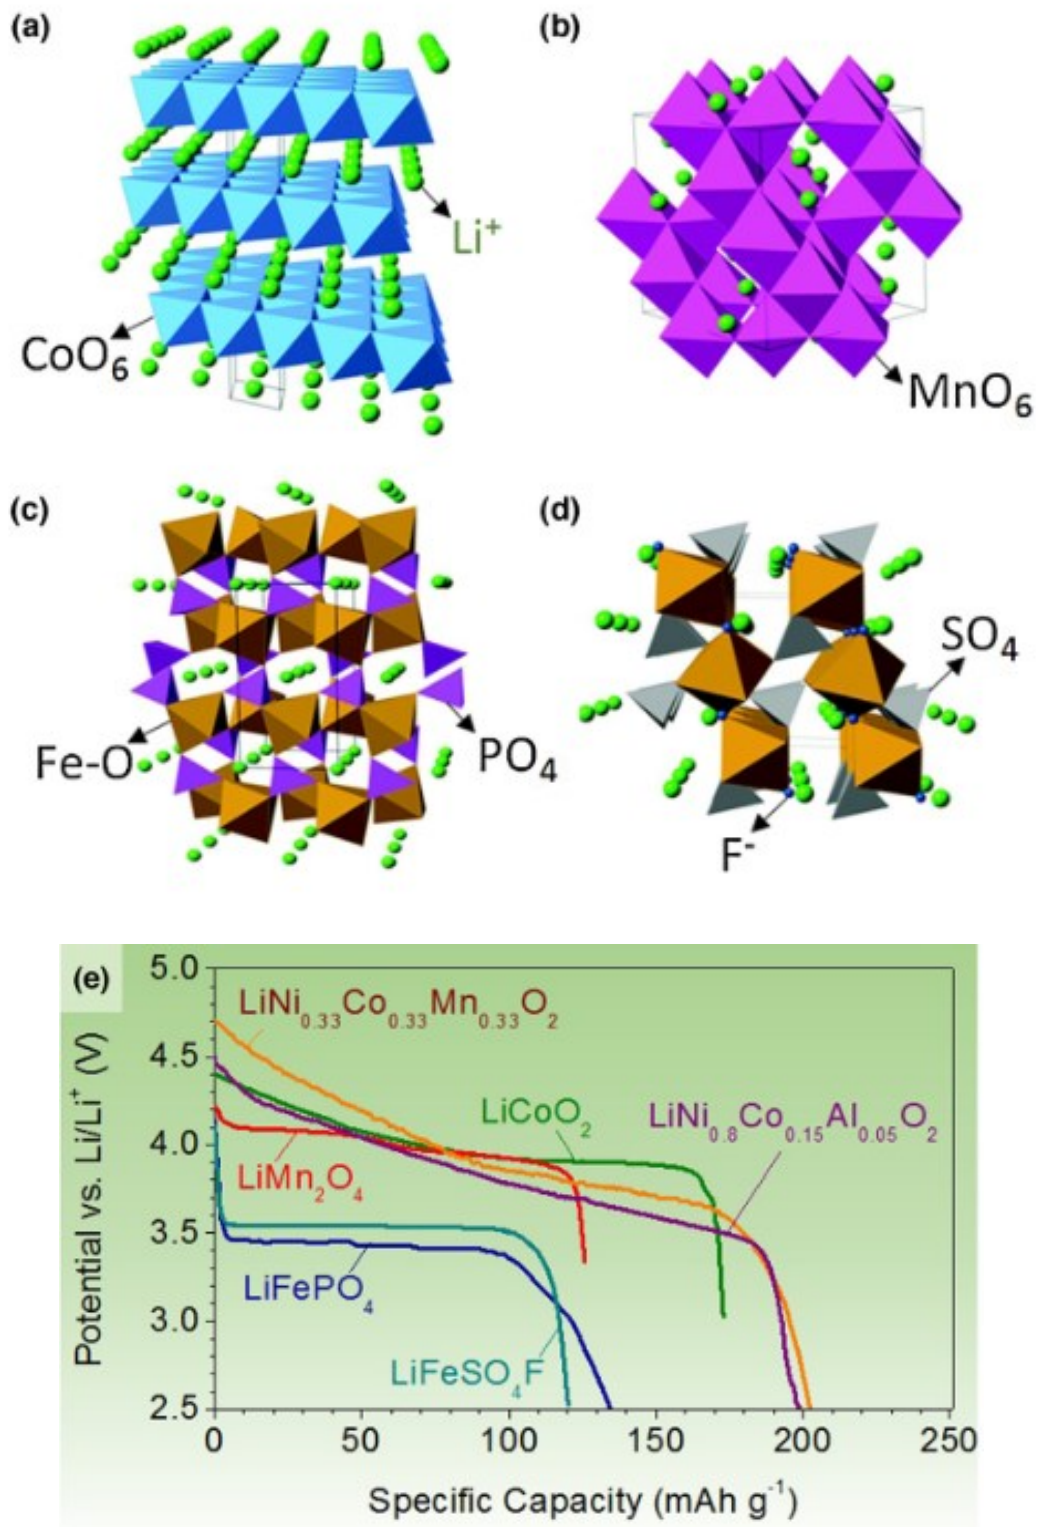 (a)
(b)
Li⁺
CoO₆
MnO₆
(c)
(d)
SO₄
Fe-O
PO₄
F⁻
(e)
5.0
LiNi₀.₃₃Co₀.₃₃Mn₀.₃₃O₂
4.5
LiCoO₂
LiNi₀.₈Co₀.₁₅Al₀.₀₅O₂
4.0
LiMn₂O₄
3.5
LiFePO₄
3.0
LiFeSO₄F
2.5
Potential vs. Li/Li⁺ (V)
0 50 100 150 200 250
Specific Capacity (mAh g⁻¹)